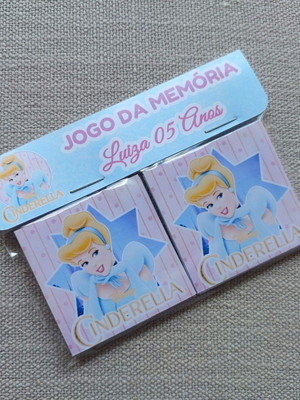 JOGO DA MEMÓRIA
Luiza 05 Anos
CINDERELLA
CINDERELLA
CINDERELLA